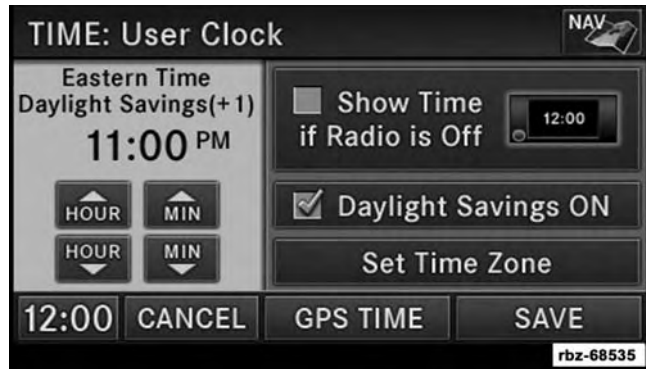 TIME: User Clock
NAV
Eastern Time
Daylight Savings(+1)
11:00 PM
HOUR MIN
HOUR MIN
Show Time
if Radio is Off
12:00
Daylight Savings ON
Set Time Zone
12:00 CANCEL GPS TIME SAVE
rbz-68535